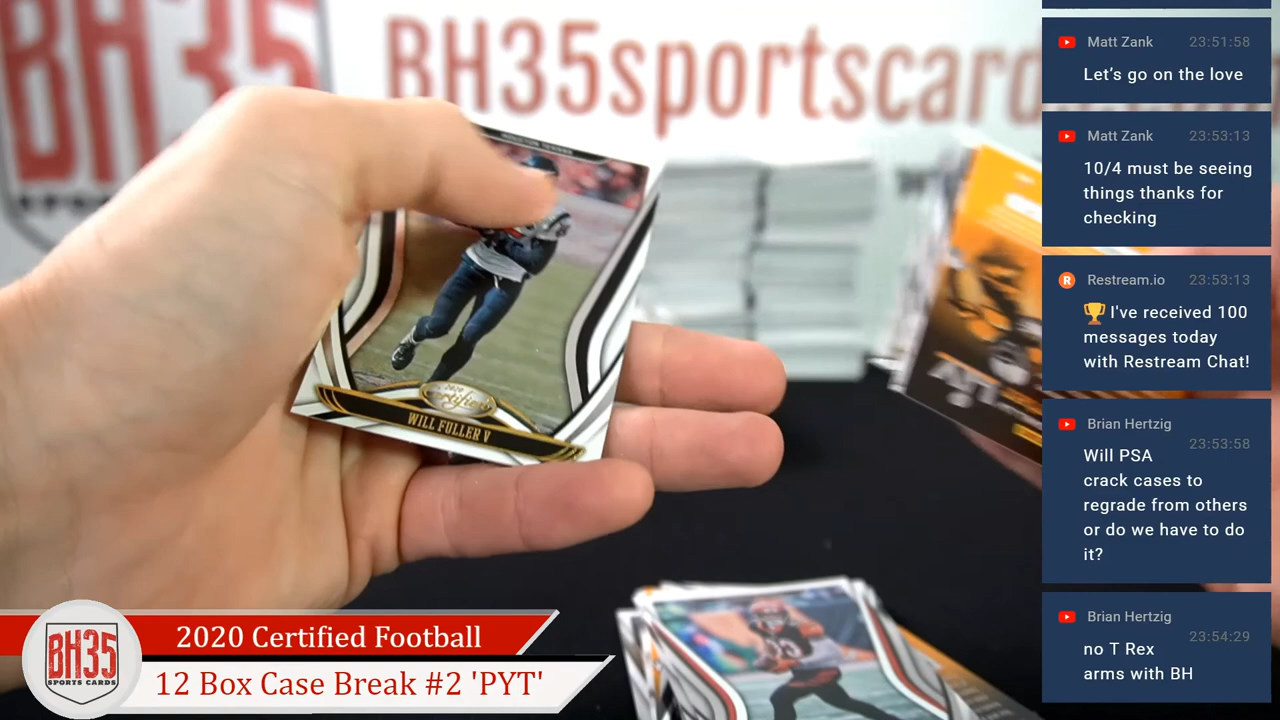 BH35
BH35sportscard
HOUSTON TEXANS
2020
Certified
WILL FULLER V
BH35
SPORTS CARDS
2020 Certified Football
12 Box Case Break #2 'PYT'
Matt Zank 23:51:58
Let’s go on the love
Matt Zank 23:53:13
10/4 must be seeing
things thanks for
checking
Restream.io 23:53:13
🏆 I've received 100
messages today
with Restream Chat!
Brian Hertzig 23:53:58
Will PSA
crack cases to
regrade from others
or do we have to do
it?
Brian Hertzig 23:54:29
no T Rex
arms with BH